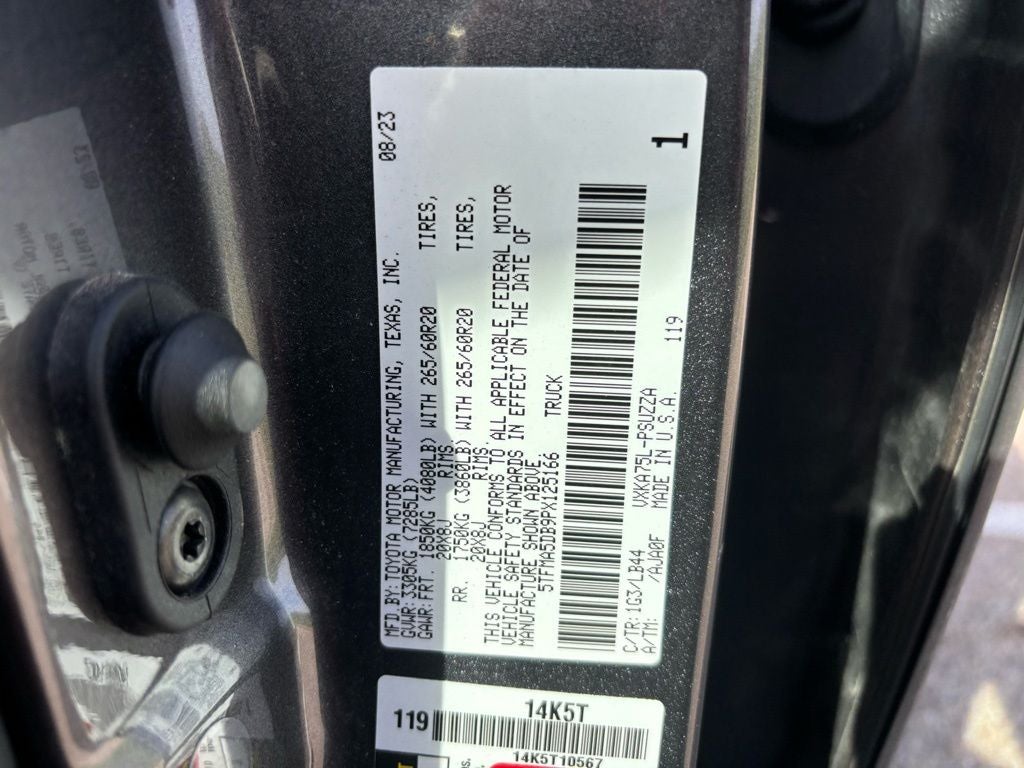 MFD.BY:TOYOTA MOTOR MANUFACTURING, TEXAS, INC. 08/23
GVWR:3305KG (7285LB)
GAWR:FRT. 1850KG (4080LB) WITH 265/60R20 TIRES,
20X8J RIMS
RR. 1750KG (3860LB) WITH 265/60R20 TIRES,
20X8J RIMS.
THIS VEHICLE CONFORMS TO ALL APPLICABLE FEDERAL MOTOR
VEHICLE SAFETY STANDARDS IN EFFECT ON THE DATE OF
MANUFACTURE SHOWN ABOVE.
5TFMA5DB9PX125166 TRUCK
C/TR:1G3/LB44 VXKA75L-PSUZZA 119
A/TM: /AJA0F MADE IN U.S.A. 1
14K5T
119
14K5T10567